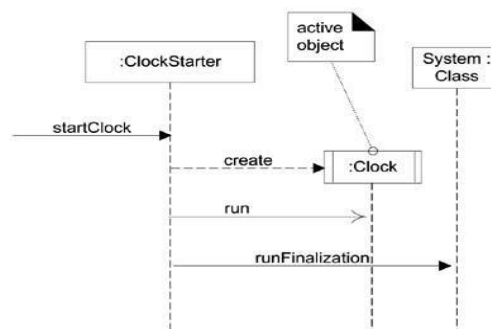 active
object
:ClockStarter
System :
Class
startClock
create
:Clock
run
runFinalization